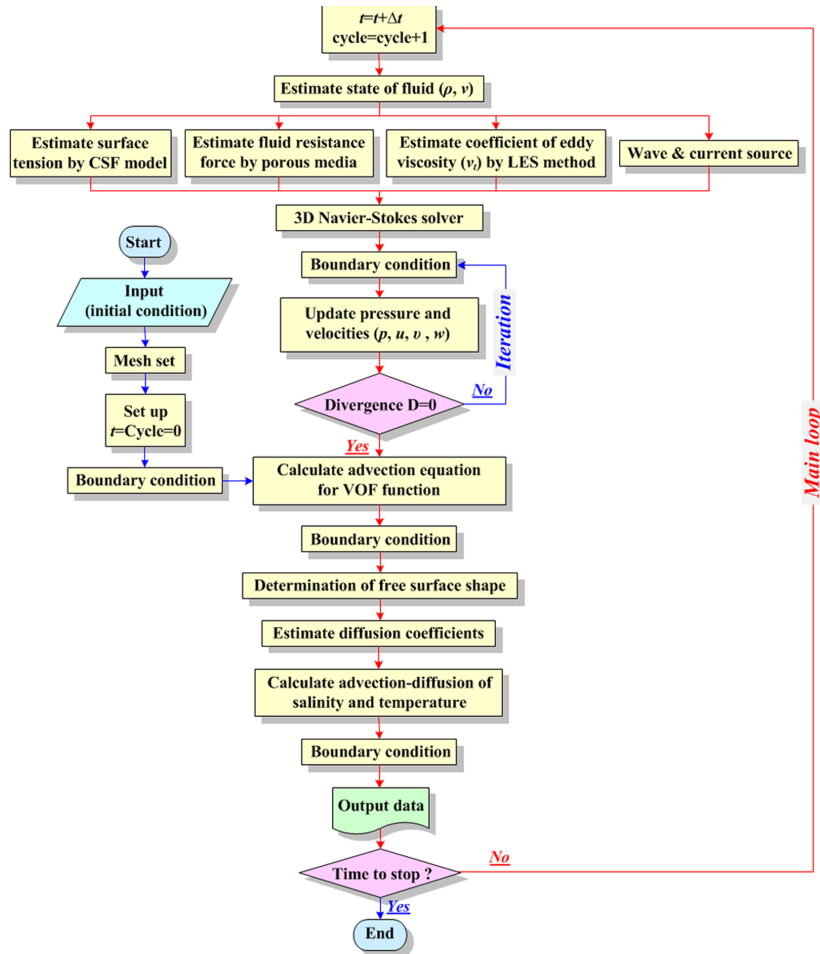 t=t+Δt
cycle=cycle+1
Estimate state of fluid (ρ, ν)
Estimate surface
tension by CSF model
Estimate fluid resistance
force by porous media
Estimate coefficient of eddy
viscosity (νt) by LES method
Wave & current source
3D Navier-Stokes solver
Start
Boundary condition
Input
(initial condition)
Update pressure and
velocities (p, u, υ , w)
Iteration
Mesh set
No
Divergence D=0
Set up
t=Cycle=0
Yes
Main loop
Boundary condition
Calculate advection equation
for VOF function
Boundary condition
Determination of free surface shape
Estimate diffusion coefficients
Calculate advection-diffusion of
salinity and temperature
Boundary condition
Output data
No
Time to stop ?
Yes
End